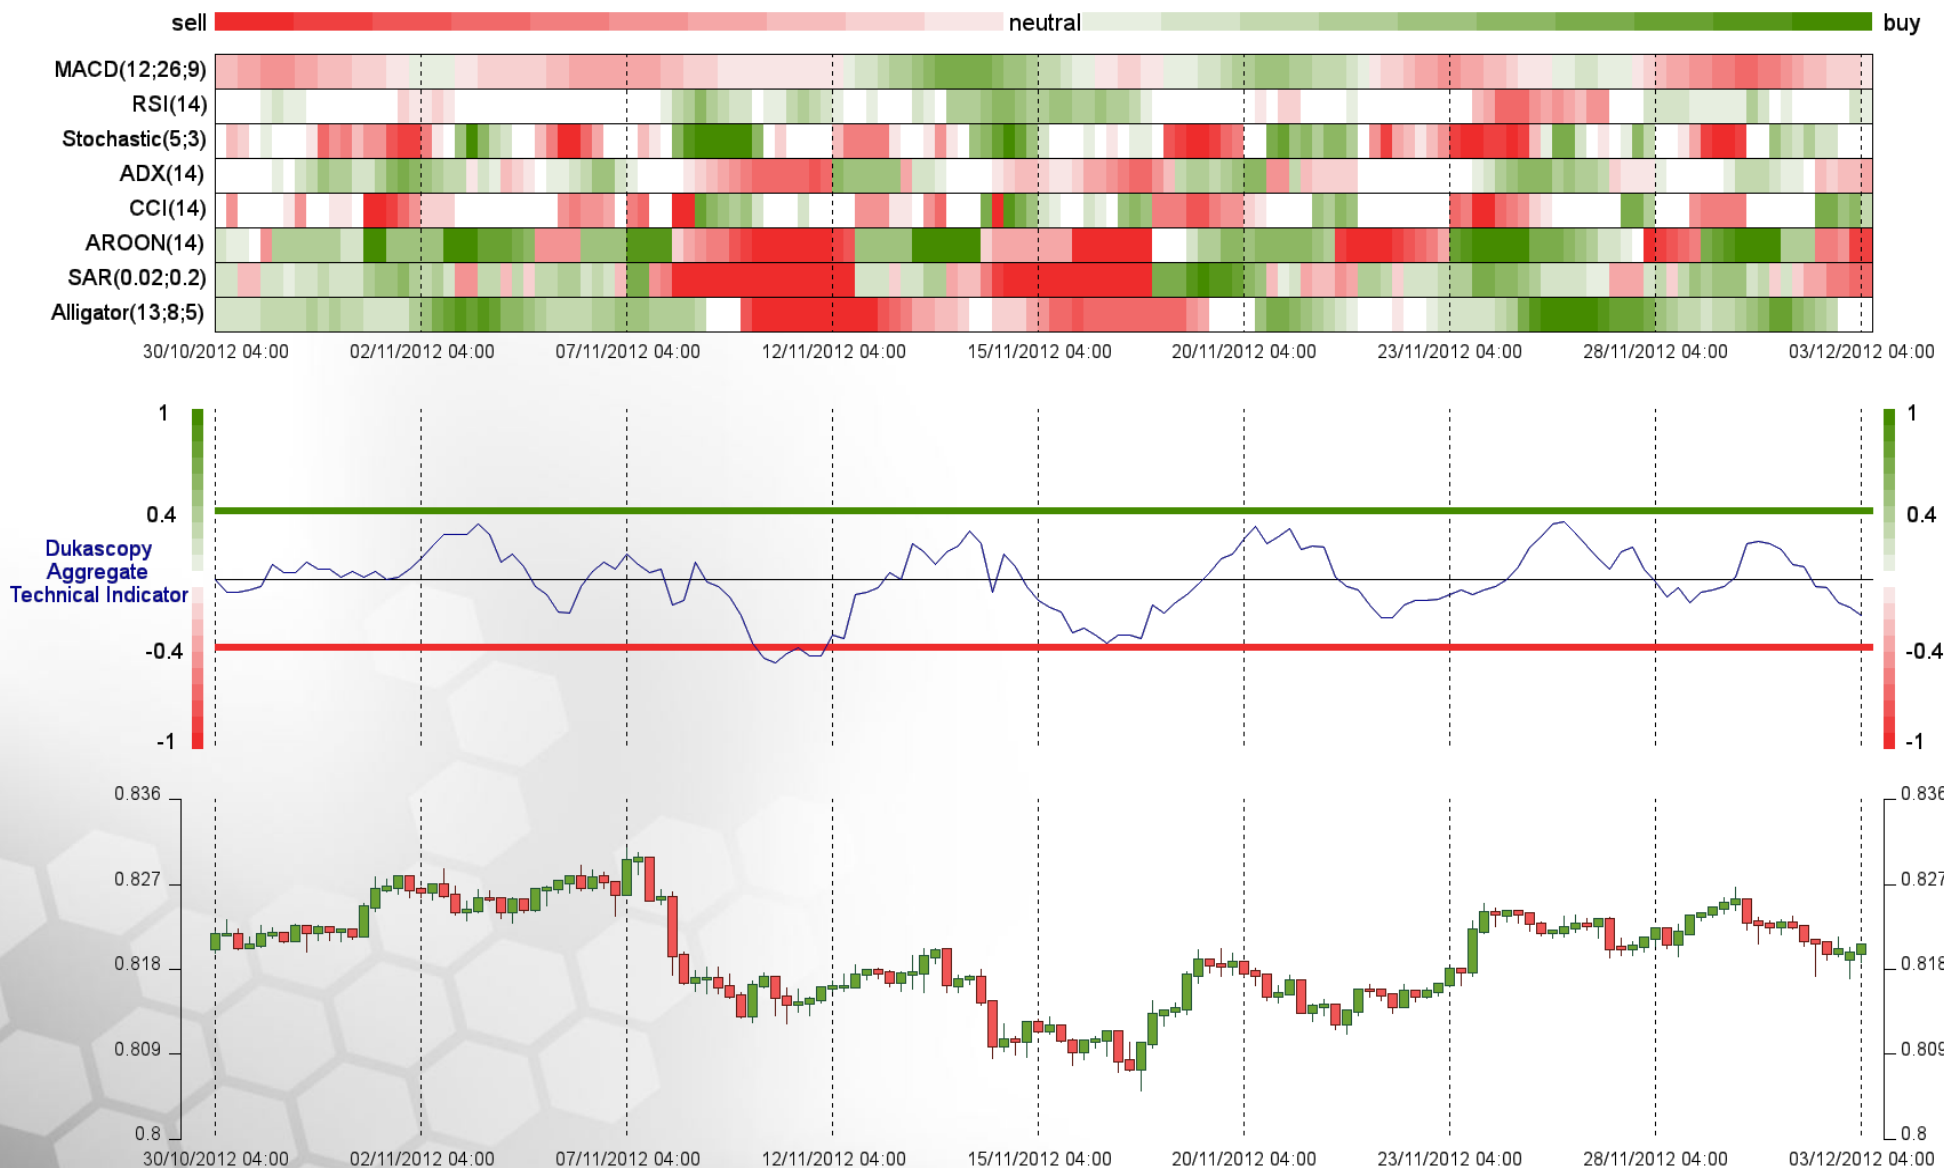 sell neutral buy
MACD(12;26;9)
RSI(14)
Stochastic(5;3)
ADX(14)
CCI(14)
AROON(14)
SAR(0.02;0.2)
Alligator(13;8;5)
30/10/2012 04:00 02/11/2012 04:00 07/11/2012 04:00 12/11/2012 04:00 15/11/2012 04:00 20/11/2012 04:00 23/11/2012 04:00 28/11/2012 04:00 03/12/2012 04:00
1 1
0.4 0.4
Dukascopy
Aggregate
Technical Indicator
-0.4 -0.4
-1 -1
0.836 0.836
0.827 0.827
0.818 0.818
0.809 0.809
0.8 0.8
30/10/2012 04:00 02/11/2012 04:00 07/11/2012 04:00 12/11/2012 04:00 15/11/2012 04:00 20/11/2012 04:00 23/11/2012 04:00 28/11/2012 04:00 03/12/2012 04:00